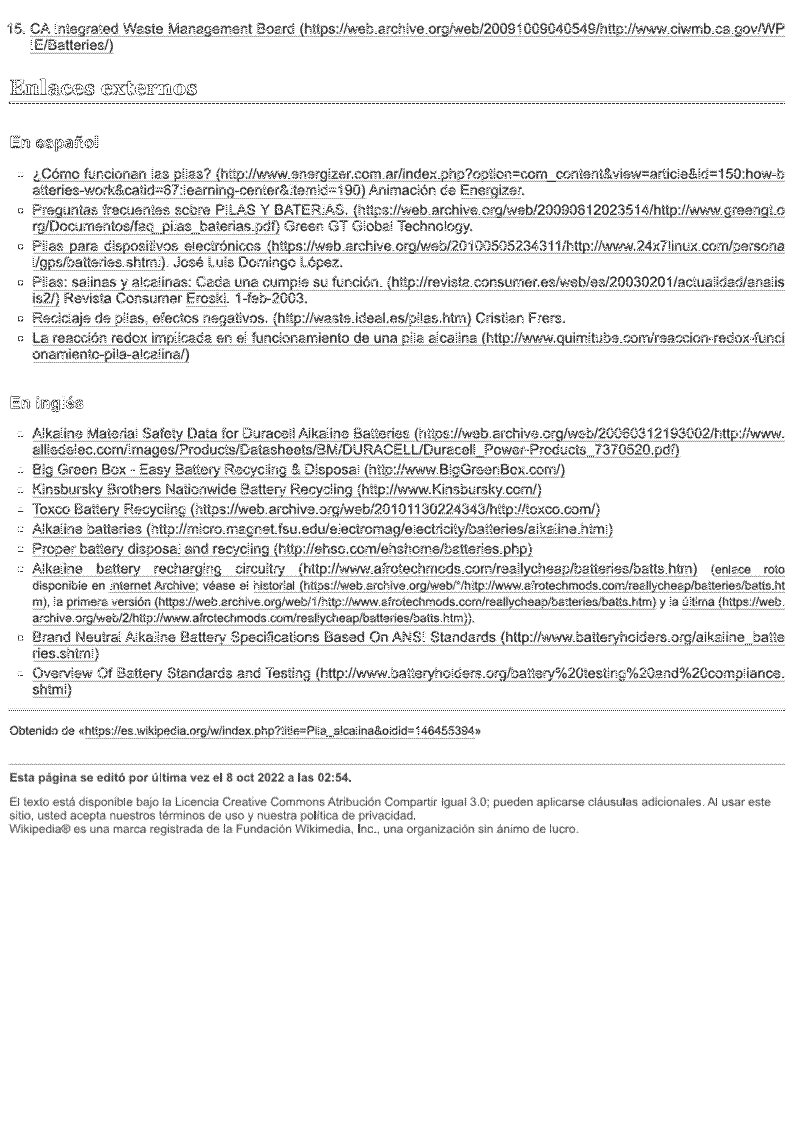 15. CA Integrated Waste Management Board (https://web.archive.org/web/20091009040549/http://www.ciwmb.ca.gov/WP
IE/Batteries/)
Enlaces externos
En español
¿Cómo funcionan las pilas? (http://www.energizer.com.ar/index.php?option=com_content&view=article&id=150:how-b
atteries-work&catid=67:learning-center&Itemid=190) Animación de Energizer.
Preguntas frecuentes sobre PILAS Y BATERIAS. (https://web.archive.org/web/20090612023514/http://www.greengt.o
rg/Documentos/faq_pilas_baterias.pdf) Green GT Global Technology.
Pilas para dispositivos electrónicos (https://web.archive.org/web/20100505234311/http://www.24x7linux.com/persona
l/gps/batteries.shtml). José Luis Domingo López.
Pilas: salinas y alcalinas: Cada una cumple su función. (http://revista.consumer.es/web/es/20030201/actualidad/analis
is2/) Revista Consumer Eroski. 1-feb-2003.
Reciclaje de pilas, efectos negativos. (http://waste.ideal.es/pilas.htm) Cristian Frers.
La reacción redox implicada en el funcionamiento de una pila alcalina (http://www.quimitube.com/reaccion-redox-funci
onamiento-pila-alcalina/)
En inglés
Alkaline Material Safety Data for Duracell Alkaline Batteries (https://web.archive.org/web/20060312193002/http://www.
alliedelec.com/Images/Products/Datasheets/BM/DURACELL/Duracell_Power-Products_7370520.pdf)
Big Green Box - Easy Battery Recycling & Disposal (http://www.BigGreenBox.com/)
Kinsbursky Brothers Nationwide Battery Recycling (http://www.Kinsbursky.com/)
Toxco Battery Recycling (https://web.archive.org/web/20101130224343/http://toxco.com/)
Alkaline batteries (http://micro.magnet.fsu.edu/electromag/electricity/batteries/alkaline.html)
Proper battery disposal and recycling (http://ehso.com/ehshome/batteries.php)
Alkaline battery recharging circuitry (http://www.afrotechmods.com/reallycheap/batteries/batts.htm) (enlace roto
disponible en Internet Archive; véase el historial (https://web.archive.org/web/*/http://www.afrotechmods.com/reallycheap/batteries/batts.ht
m), la primera versión (https://web.archive.org/web/1/http://www.afrotechmods.com/reallycheap/batteries/batts.htm) y la última (https://web.
archive.org/web/2/http://www.afrotechmods.com/reallycheap/batteries/batts.htm)).
Brand Neutral Alkaline Battery Specifications Based On ANSI Standards (http://www.batteryholders.org/alkaline_batte
ries.shtml)
Overview Of Battery Standards and Testing (http://www.batteryholders.org/battery%20testing%20and%20compliance.
shtml)
Obtenido de «https://es.wikipedia.org/w/index.php?title=Pila_alcalina&oldid=146455394»
Esta página se editó por última vez el 8 oct 2022 a las 02:54.
El texto está disponible bajo la Licencia Creative Commons Atribución Compartir Igual 3.0; pueden aplicarse cláusulas adicionales. Al usar este
sitio, usted acepta nuestros términos de uso y nuestra política de privacidad.
Wikipedia® es una marca registrada de la Fundación Wikimedia, Inc., una organización sin ánimo de lucro.